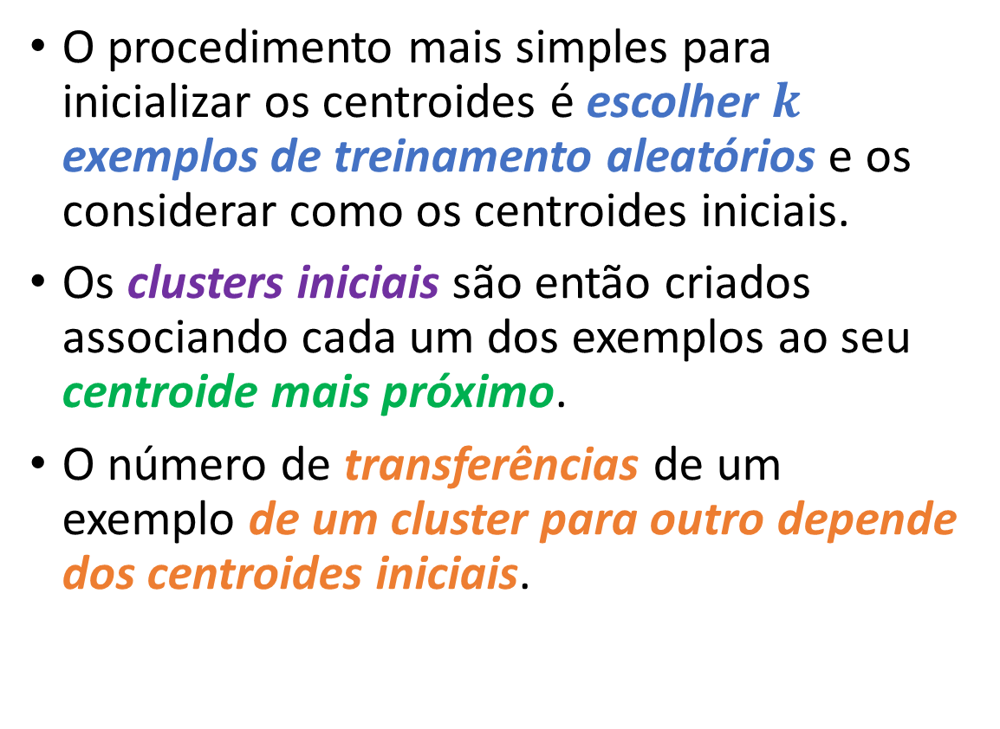 • O procedimento mais simples para
inicializar os centroides é escolher k
exemplos de treinamento aleatórios e os
considerar como os centroides iniciais.
• Os clusters iniciais são então criados
associando cada um dos exemplos ao seu
centroide mais próximo.
• O número de transferências de um
exemplo de um cluster para outro depende
dos centroides iniciais.